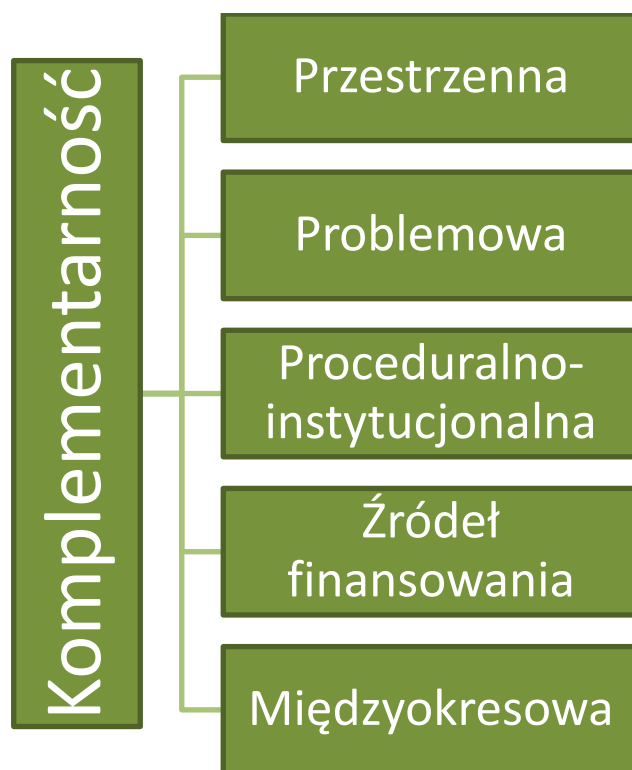 Komplementarność
Przestrzenna
Problemowa
Proceduralno-
instytucjonalna
Źródeł
finansowania
Międzyokresowa